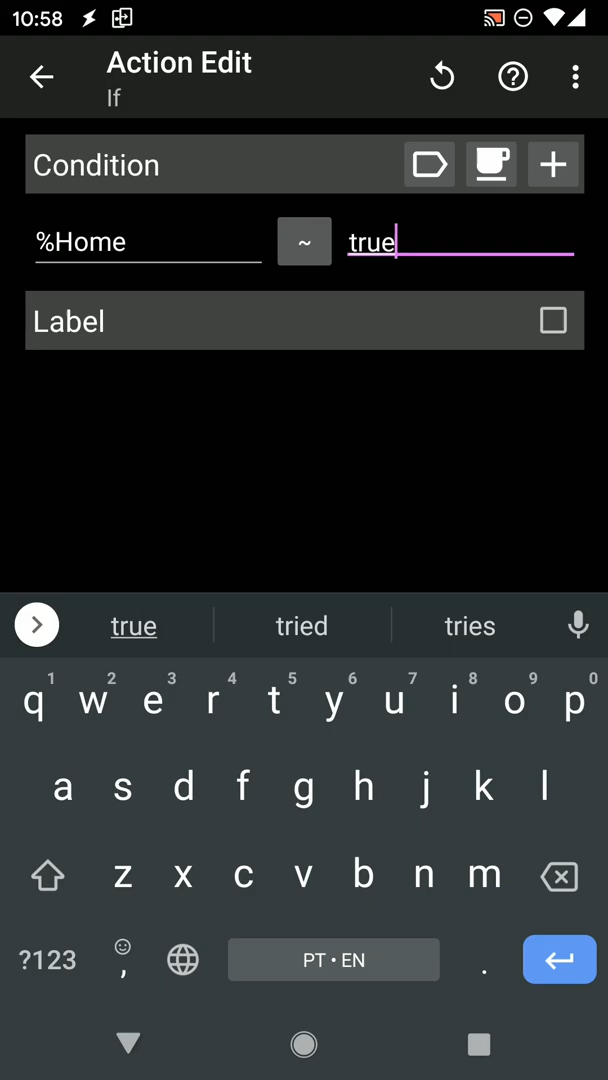 10:58
Action Edit
If
Condition
%Home ~ true
Label
true tried tries
1 2 3 4 5 6 7 8 9 0
q w e r t y u i o p
a s d f g h j k l
z x c v b n m
?123 , PT • EN .